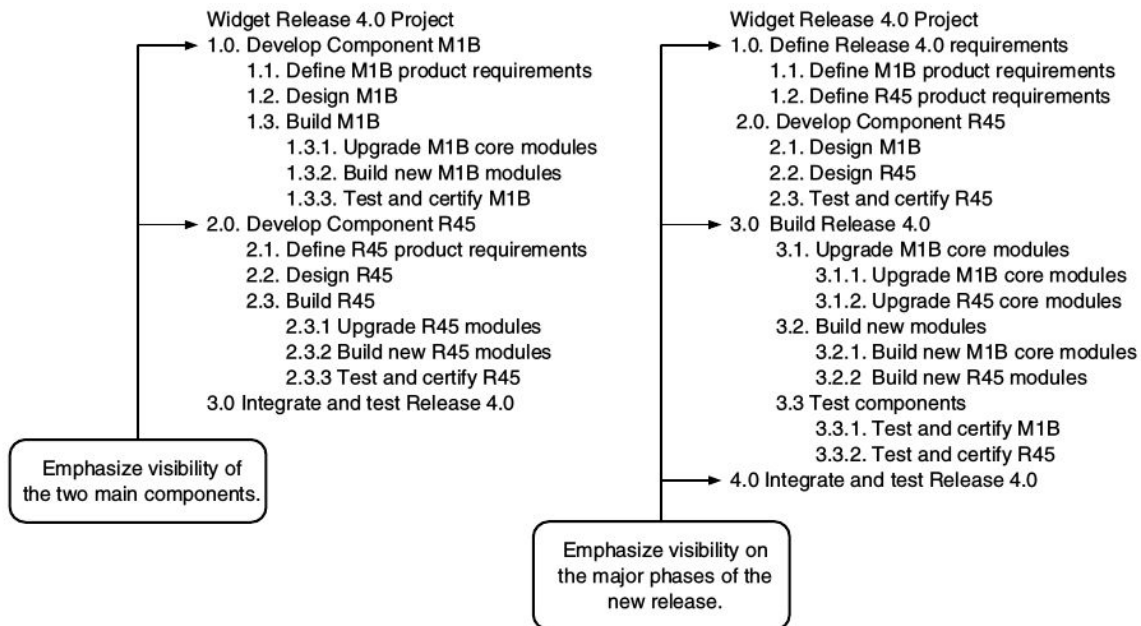 Widget Release 4.0 Project
1.0. Develop Component M1B
1.1. Define M1B product requirements
1.2. Design M1B
1.3. Build M1B
1.3.1. Upgrade M1B core modules
1.3.2. Build new M1B modules
1.3.3. Test and certify M1B
2.0. Develop Component R45
2.1. Define R45 product requirements
2.2. Design R45
2.3. Build R45
2.3.1 Upgrade R45 modules
2.3.2 Build new R45 modules
2.3.3 Test and certify R45
3.0 Integrate and test Release 4.0
Emphasize visibility of
the two main components.
Widget Release 4.0 Project
1.0. Define Release 4.0 requirements
1.1. Define M1B product requirements
1.2. Define R45 product requirements
2.0. Develop Component R45
2.1. Design M1B
2.2. Design R45
2.3. Test and certify R45
3.0 Build Release 4.0
3.1. Upgrade M1B core modules
3.1.1. Upgrade M1B core modules
3.1.2. Upgrade R45 core modules
3.2. Build new modules
3.2.1. Build new M1B core modules
3.2.2 Build new R45 modules
3.3 Test components
3.3.1. Test and certify M1B
3.3.2. Test and certify R45
4.0 Integrate and test Release 4.0
Emphasize visibility on
the major phases of the
new release.